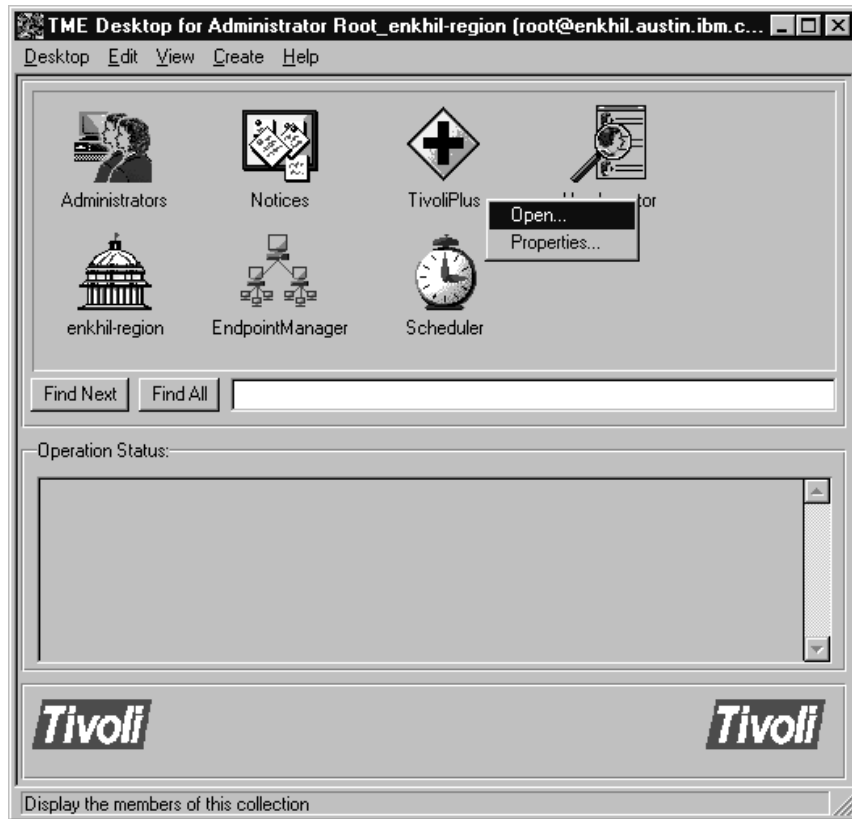 TME Desktop for Administrator Root_enkhil-region (root@enkhil.austin.ibm.c...
Desktop Edit View Create Help
Administrators Notices TivoliPlus
Open...
Properties...
enkhil-region EndpointManager Scheduler
Find Next Find All
Operation Status:
Tivoli Tivoli
Display the members of this collection